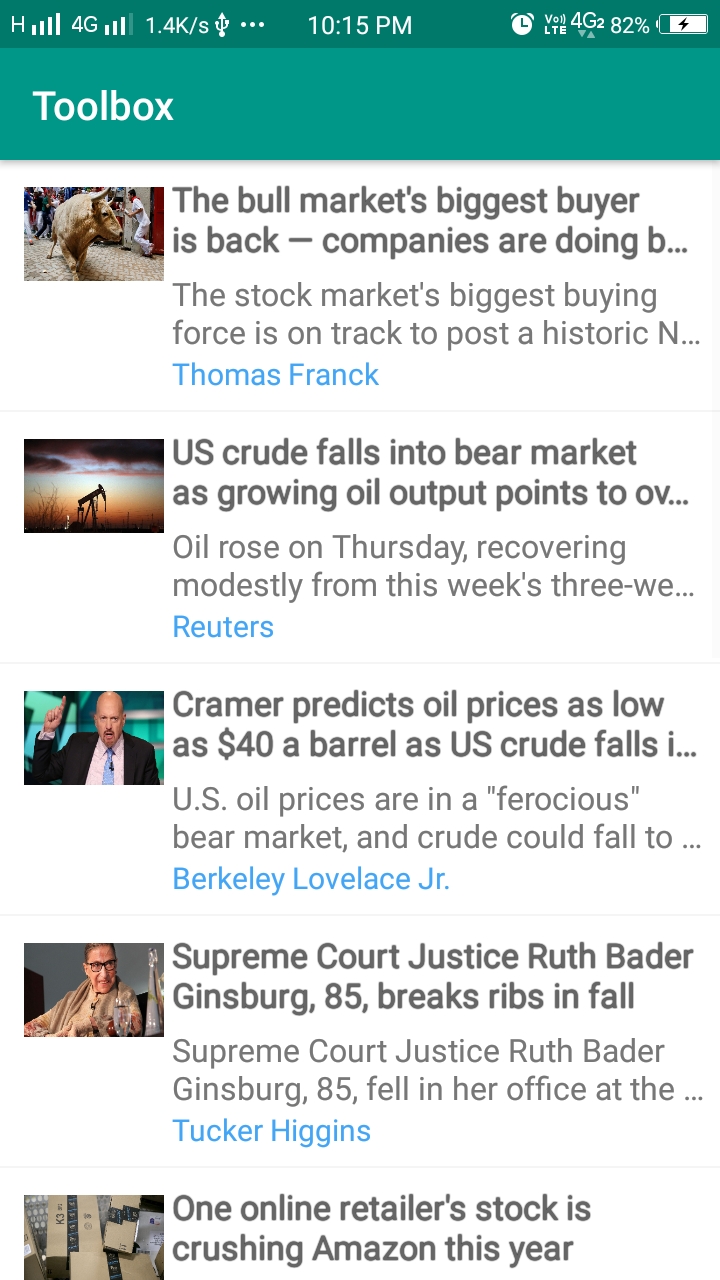 H 4G 1.4K/s ··· 10:15 PM Vo)) LTE 4G2 82%
Toolbox
The bull market's biggest buyer
is back — companies are doing b...
The stock market's biggest buying
force is on track to post a historic N...
Thomas Franck
US crude falls into bear market
as growing oil output points to ov...
Oil rose on Thursday, recovering
modestly from this week's three-we...
Reuters
Cramer predicts oil prices as low
as $40 a barrel as US crude falls i...
U.S. oil prices are in a "ferocious"
bear market, and crude could fall to ...
Berkeley Lovelace Jr.
Supreme Court Justice Ruth Bader
Ginsburg, 85, breaks ribs in fall
Supreme Court Justice Ruth Bader
Ginsburg, 85, fell in her office at the ...
Tucker Higgins
One online retailer's stock is
crushing Amazon this year